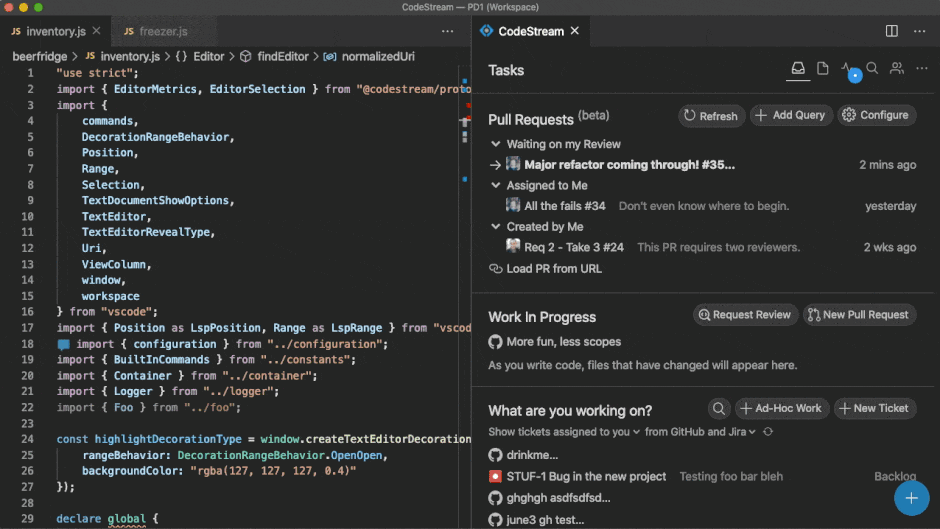 CodeStream — PD1 (Workspace)
JS inventory.js ×
JS freezer.js
beerfridge > JS inventory.js > {} Editor > findEditor > normalizedUri
1 "use strict";
2 import { EditorMetrics, EditorSelection } from "@codestream/proto
3 import {
4 commands,
5 DecorationRangeBehavior,
6 Position,
7 Range,
8 Selection,
9 TextDocumentShowOptions,
10 TextEditor,
11 TextEditorRevealType,
12 Uri,
13 ViewColumn,
14 window,
15 workspace
16 } from "vscode";
17 import { Position as LspPosition, Range as LspRange } from "vscod
18 import { configuration } from "../configuration";
19 import { BuiltInCommands } from "../constants";
20 import { Container } from "../container";
21 import { Logger } from "../logger";
22 import { Foo } from "../foo";
23
24 const highlightDecorationType = window.createTextEditorDecoration
25 rangeBehavior: DecorationRangeBehavior.OpenOpen,
26 backgroundColor: "rgba(127, 127, 127, 0.4)"
27 });
28
29 declare global {
CodeStream ×
Tasks
Pull Requests (beta)
Refresh
+ Add Query
Configure
Waiting on my Review
Major refactor coming through! #35... 2 mins ago
Assigned to Me
All the fails #34 Don't even know where to begin. yesterday
Created by Me
Req 2 - Take 3 #24 This PR requires two reviewers. 2 wks ago
Load PR from URL
Work In Progress
Request Review
New Pull Request
More fun, less scopes
As you write code, files that have changed will appear here.
What are you working on?
+ Ad-Hoc Work
+ New Ticket
Show tickets assigned to you from GitHub and Jira
drinkme...
STUF-1 Bug in the new project Testing foo bar bleh Backlog
ghghgh asdfsdfsd...
june3 gh test...